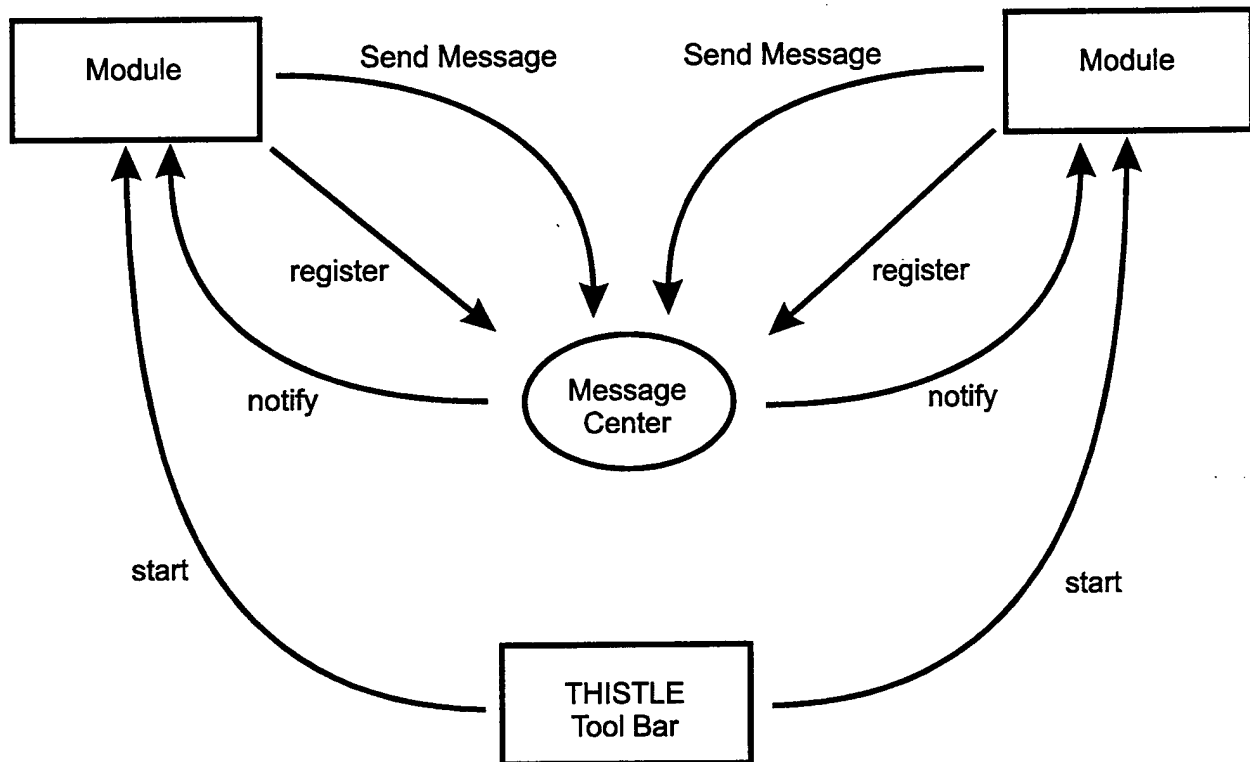 Module
Send Message
Send Message
Module
register
register
notify
Message
Center
notify
start
start
THISTLE
Tool Bar